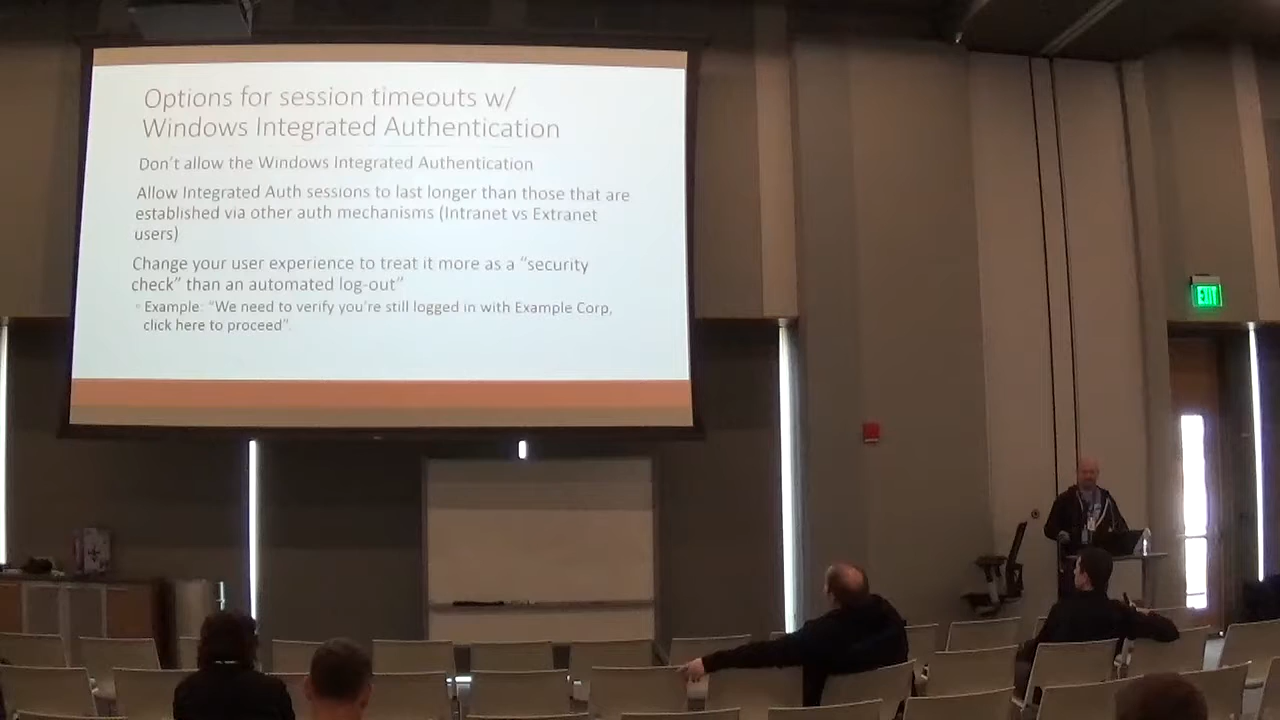 Options for session timeouts w/
Windows Integrated Authentication
Don't allow the Windows Integrated Authentication
Allow Integrated Auth sessions to last longer than those that are
established via other auth mechanisms (Intranet vs Extranet
users)
Change your user experience to treat it more as a "security
check" than an automated log-out"
Example: "We need to verify you're still logged in with Example Corp,
click here to proceed".
EXIT